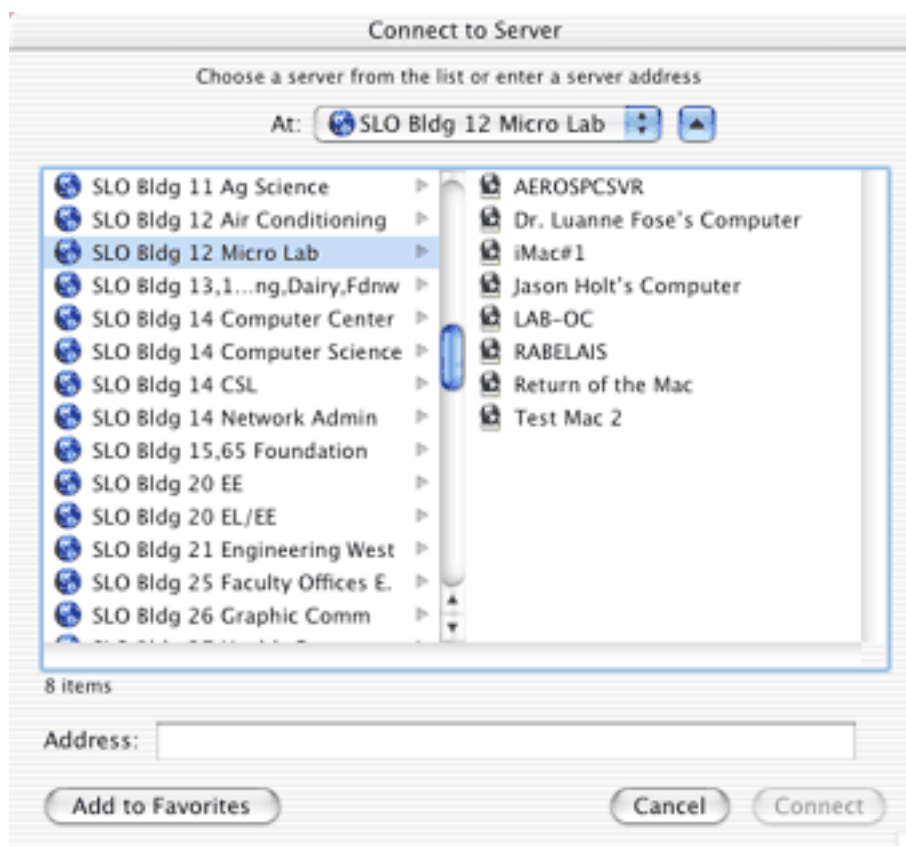 Connect to Server
Choose a server from the list or enter a server address
At: SLO Bldg 12 Micro Lab
SLO Bldg 11 Ag Science
SLO Bldg 12 Air Conditioning
SLO Bldg 12 Micro Lab
SLO Bldg 13,1...ng,Dairy,Fdnw
SLO Bldg 14 Computer Center
SLO Bldg 14 Computer Science
SLO Bldg 14 CSL
SLO Bldg 14 Network Admin
SLO Bldg 15,65 Foundation
SLO Bldg 20 EE
SLO Bldg 20 EL/EE
SLO Bldg 21 Engineering West
SLO Bldg 25 Faculty Offices E.
SLO Bldg 26 Graphic Comm
AEROSPCSVR
Dr. Luanne Fose's Computer
iMac#1
Jason Holt's Computer
LAB-OC
RABELAIS
Return of the Mac
Test Mac 2
8 items
Address:
Add to Favorites
Cancel
Connect